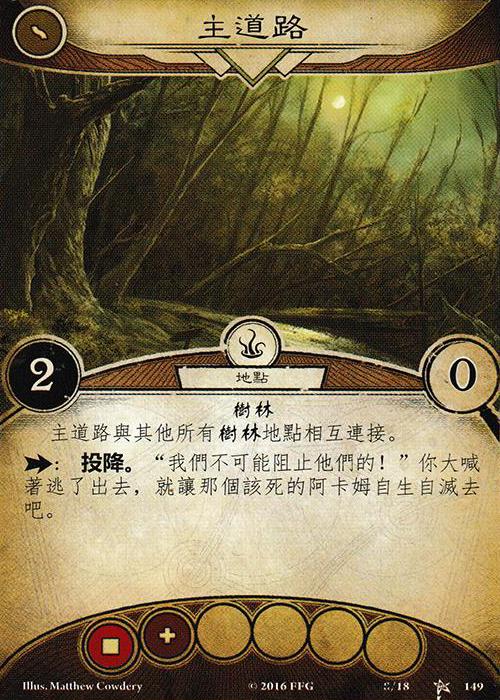 主道路
2
0
地點
樹林
主道路與其他所有樹林地點相互連接。
：投降。“我們不可能阻止他們的！”你大喊
著逃了出去，就讓那個該死的阿卡姆自生自滅去
吧。
Illus. Matthew Cowdery
© 2016 FFG
/18
149